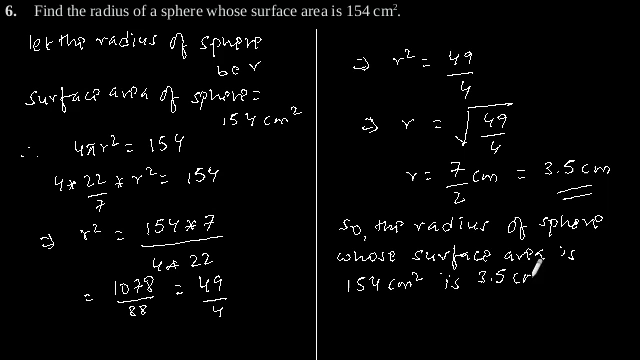 6. Find the radius of a sphere whose surface area is 154 cm².
let the radius of sphere
be r
surface area of sphere =
154 cm²
∴ 4πr² = 154
4 * 22/7 * r² = 154
⇒ r² = 154*7 / 4*22
= 1078/88 = 49/4
⇒ r² = 49/4
⇒ r = √(49/4)
r = 7/2 cm = 3.5 cm
So, the radius of sphere
whose surface area is
154 cm² is 3.5 cm